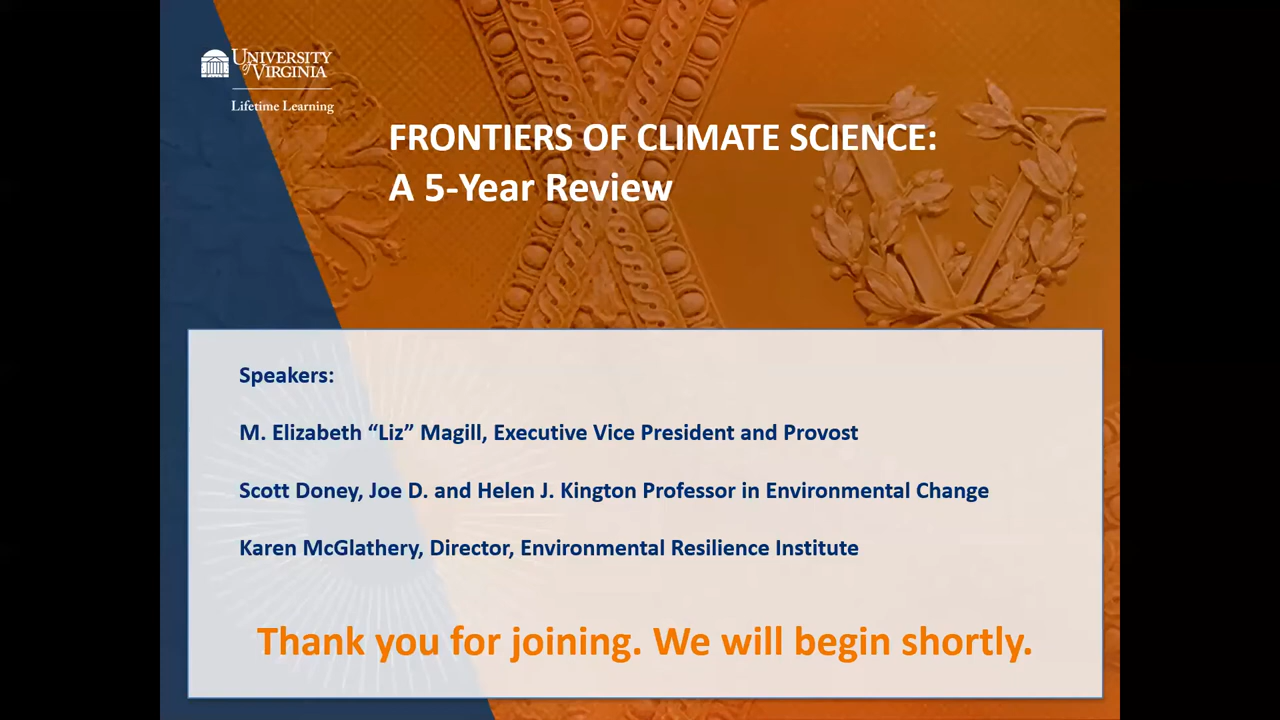 UNIVERSITY
of VIRGINIA
Lifetime Learning
FRONTIERS OF CLIMATE SCIENCE:
A 5-Year Review
Speakers:
M. Elizabeth “Liz” Magill, Executive Vice President and Provost
Scott Doney, Joe D. and Helen J. Kington Professor in Environmental Change
Karen McGlathery, Director, Environmental Resilience Institute
Thank you for joining. We will begin shortly.